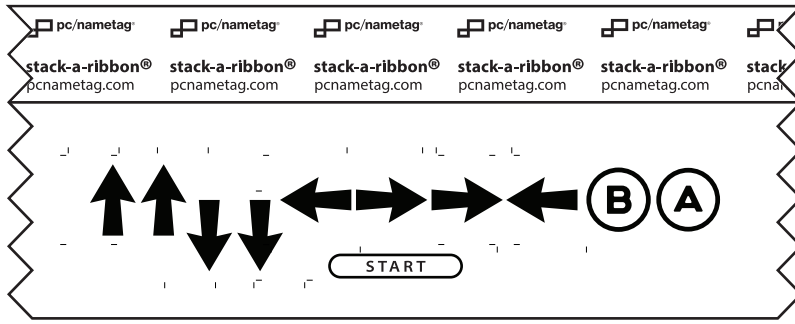 pc/nametag® pc/nametag® pc/nametag® pc/nametag® pc/nametag®
stack-a-ribbon® stack-a-ribbon® stack-a-ribbon® stack-a-ribbon® stack-a-ribbon® stack
pcnametag.com pcnametag.com pcnametag.com pcnametag.com pcnametag.com
B A
START